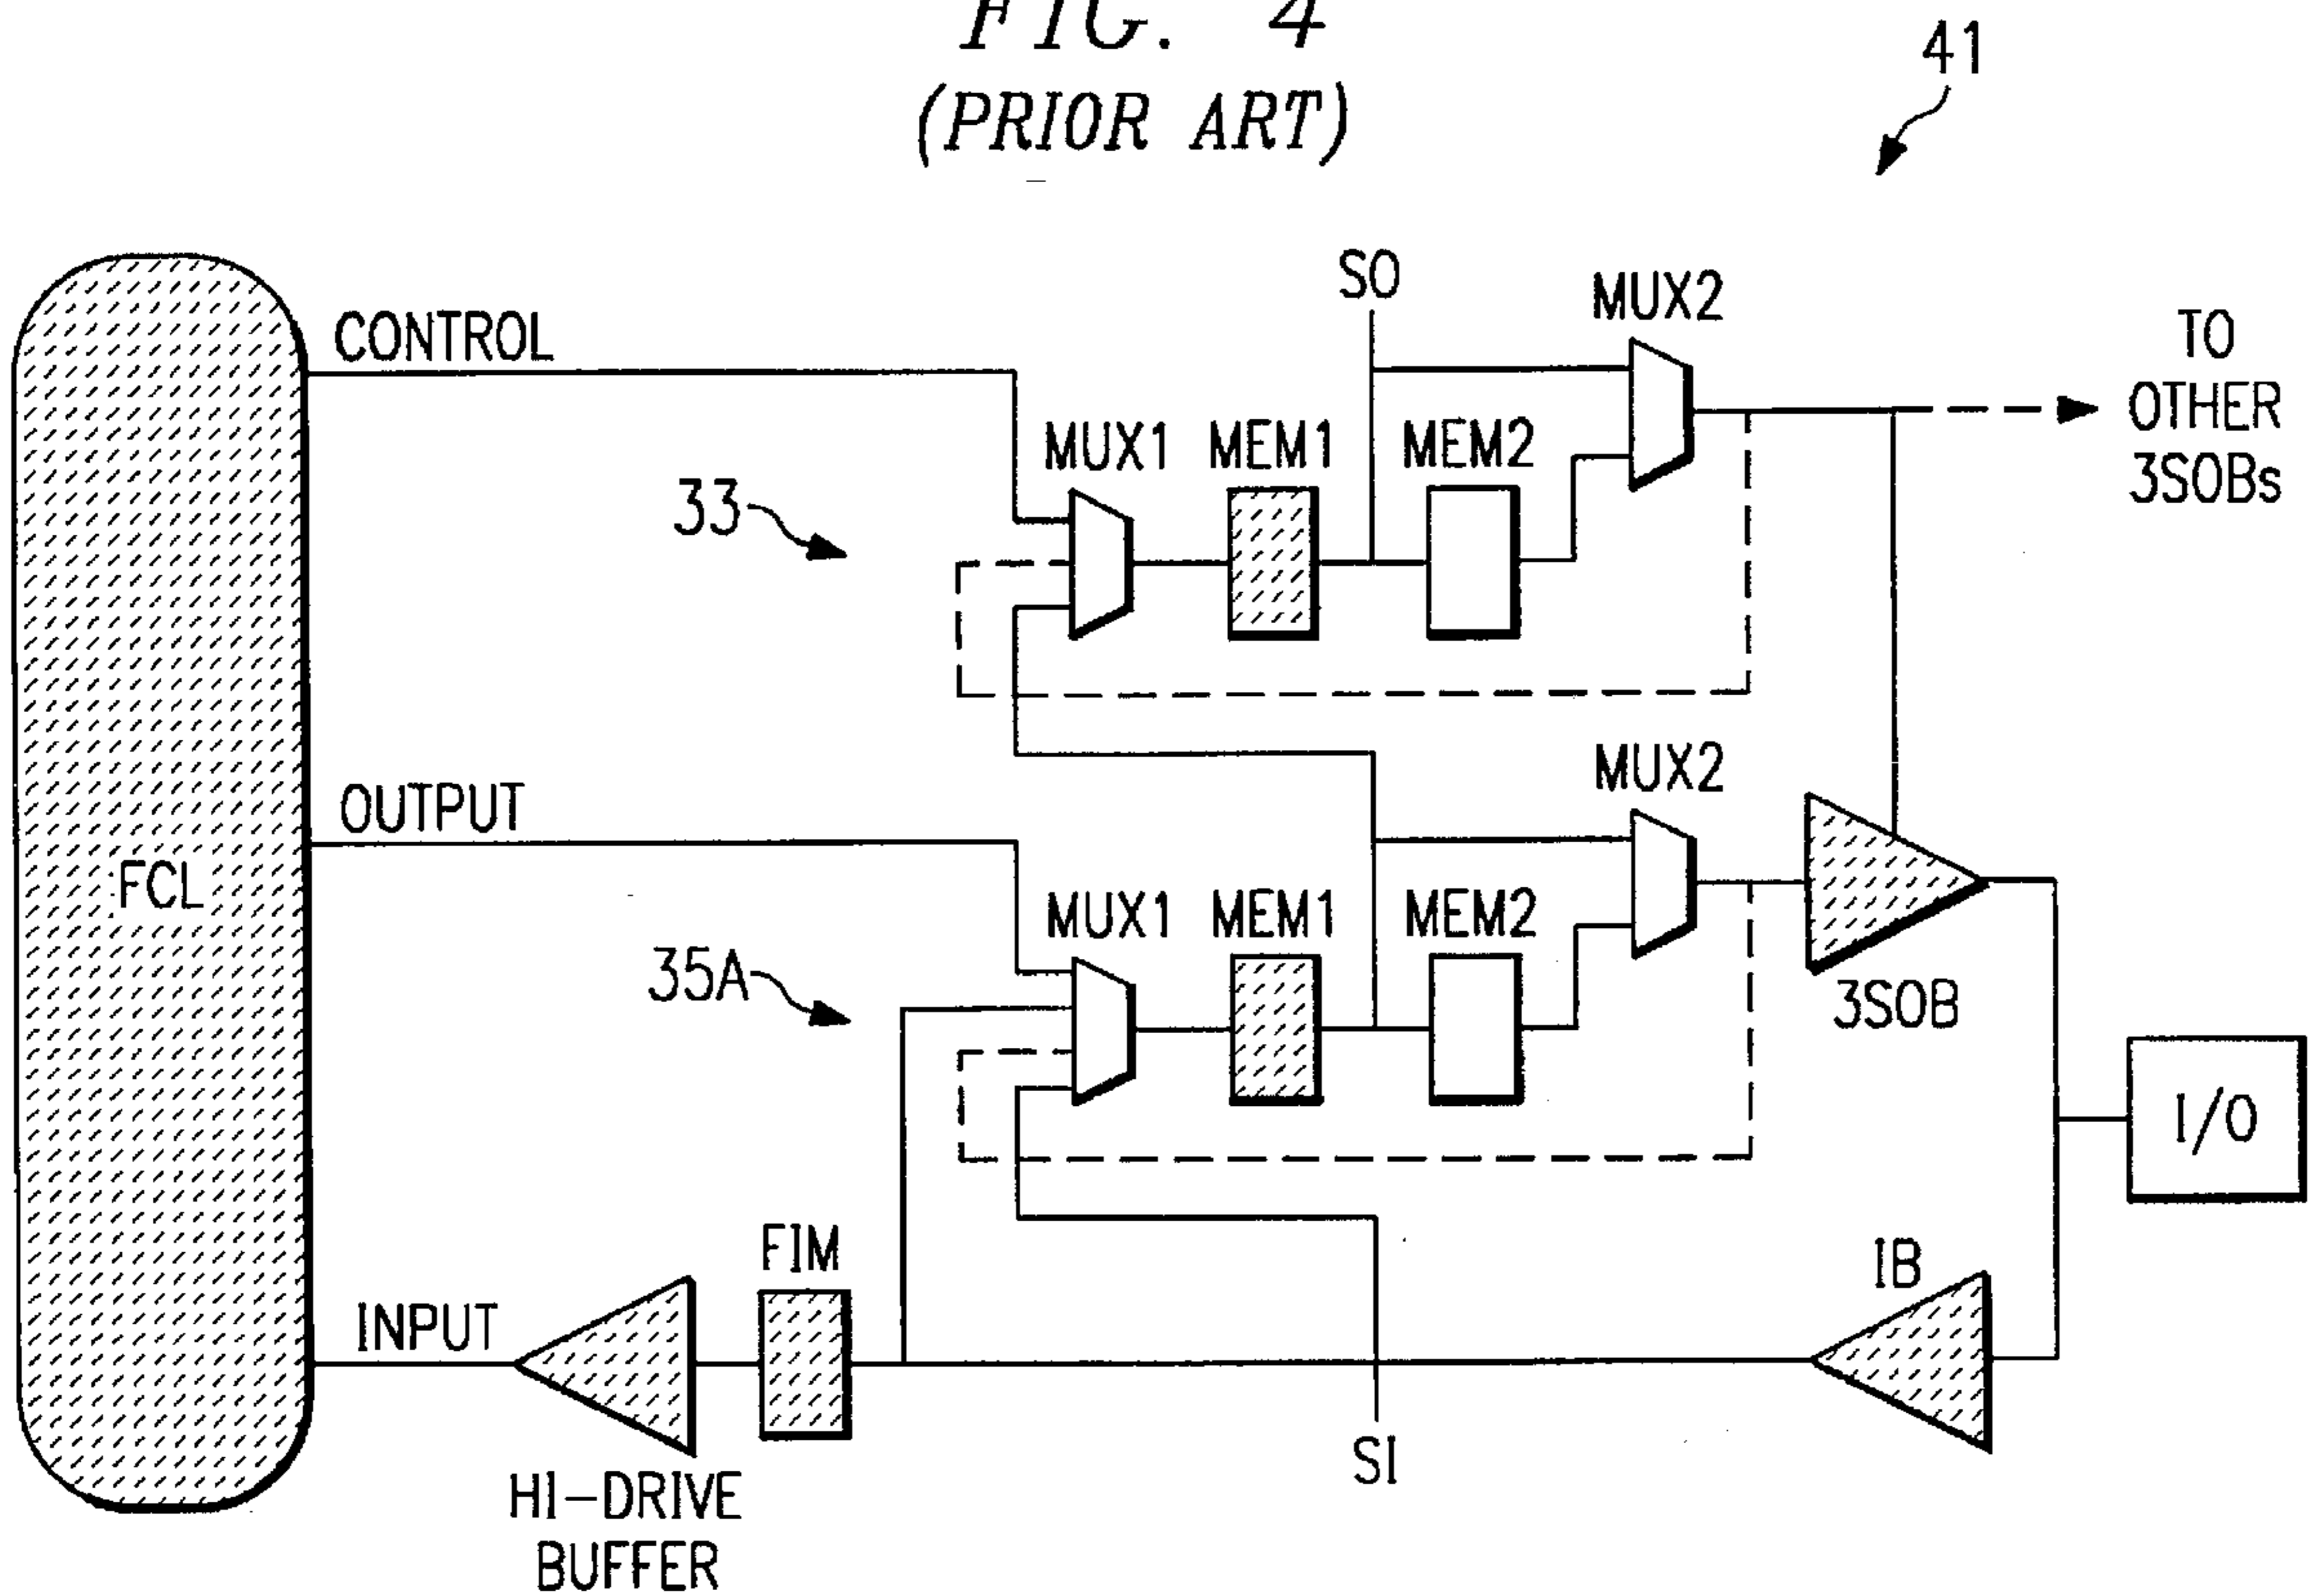 FIG. 4
(PRIOR ART)
41
SO
MUX2
CONTROL
TO
OTHER
3SOBs
MUX1
MEM1
MEM2
33
MUX2
OUTPUT
FCL
MUX1
MEM1
MEM2
35A
3SOB
I/O
FIM
IB
INPUT
SI
HI-DRIVE
BUFFER